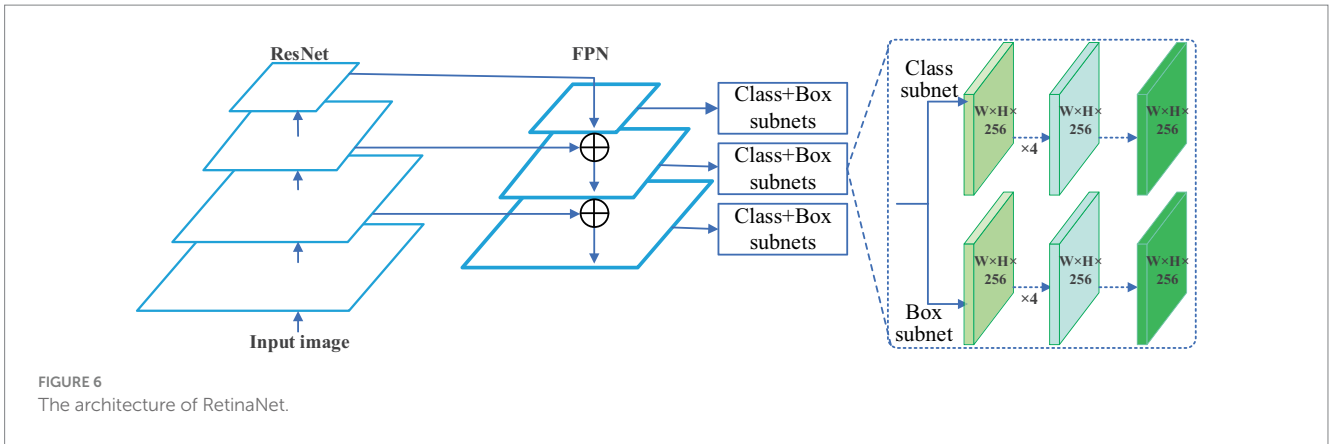 ResNet
FPN
Class+Box
subnets
Class+Box
subnets
Class+Box
subnets
Input image
Class
subnet
W×H×
256
×4
W×H×
256
W×H×
256
Box
subnet
W×H×
256
×4
W×H×
256
W×H×
256
FIGURE 6
The architecture of RetinaNet.